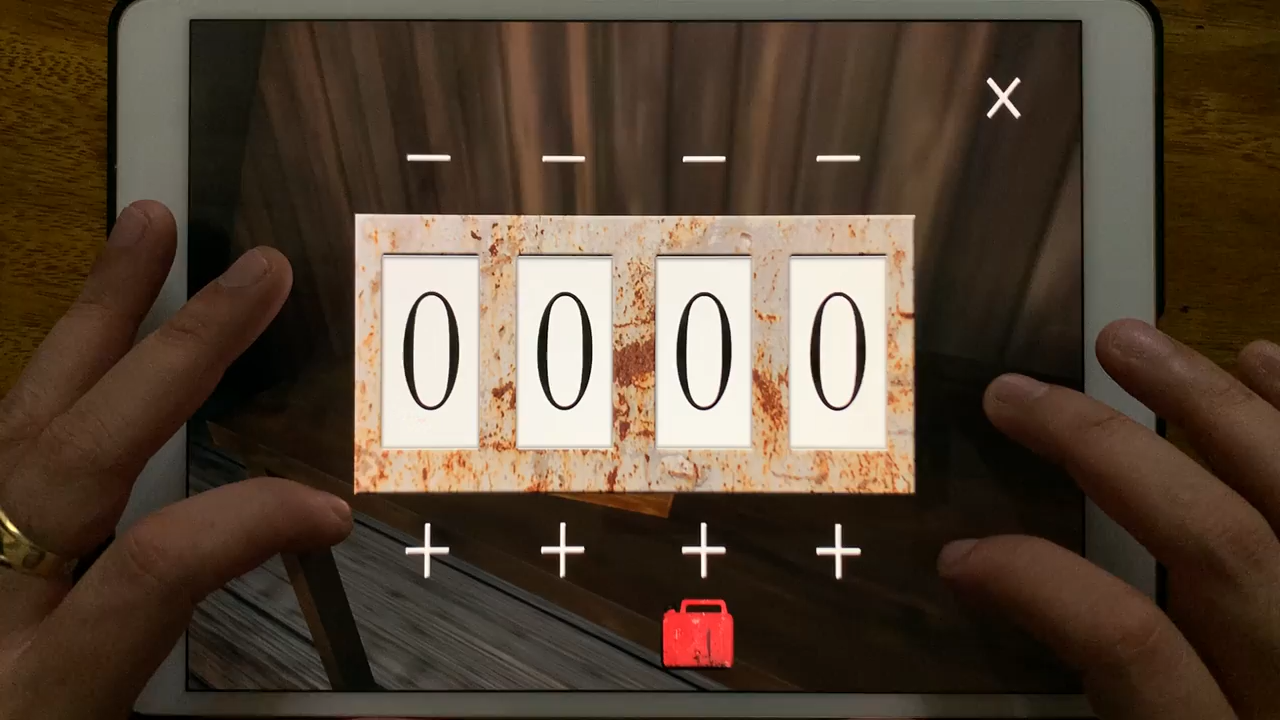 X
− − − −
0 0 0 0
+ + + +